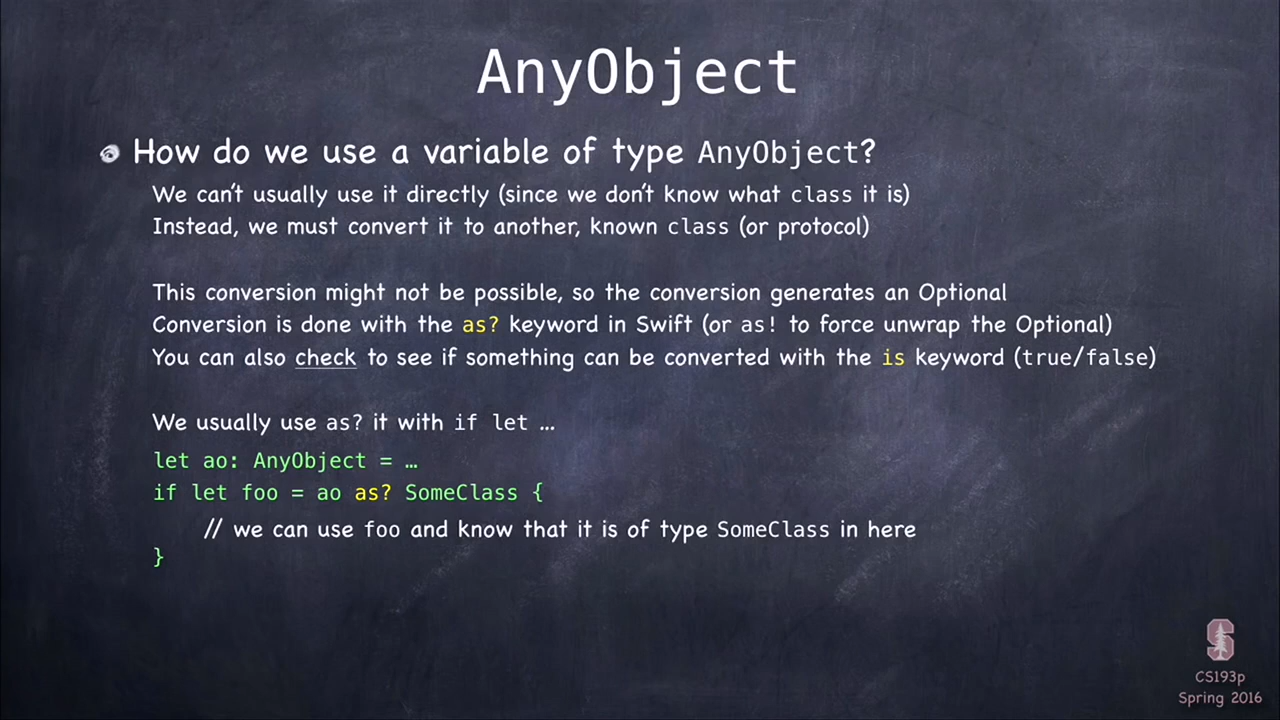 AnyObject
How do we use a variable of type AnyObject?
We can't usually use it directly (since we don't know what class it is)
Instead, we must convert it to another, known class (or protocol)
This conversion might not be possible, so the conversion generates an Optional
Conversion is done with the as? keyword in Swift (or as! to force unwrap the Optional)
You can also check to see if something can be converted with the is keyword (true/false)
We usually use as? it with if let …
let ao: AnyObject = …
if let foo = ao as? SomeClass {
// we can use foo and know that it is of type SomeClass in here
}
S
CS193p
Spring 2016